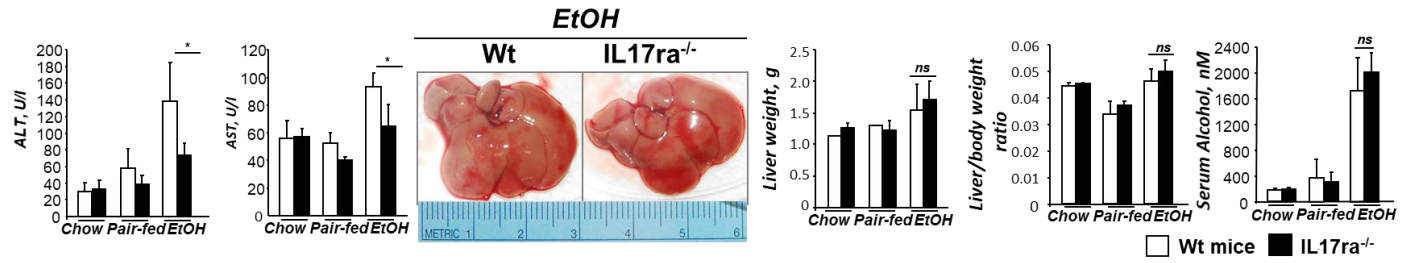 EtOH
Wt IL17ra-/-
ALT, U/l
200
180
160
140
120
100
80
60
40
20
0
*
Chow Pair-fed EtOH
AST, U/l
120
100
80
60
40
20
0
*
Chow Pair-fed EtOH
METRIC 1 2 3 4 5 6
Liver weight, g
2.5
2.0
1.5
1.0
0.5
0
ns
Chow Pair-fed EtOH
Liver/body weight
ratio
0.06
0.05
0.04
0.03
0.02
0.01
0
ns
Chow Pair-fed EtOH
Serum Alcohol, nM
2400
2000
1600
1200
800
400
0
ns
Chow Pair-fed EtOH
Wt mice IL17ra-/-